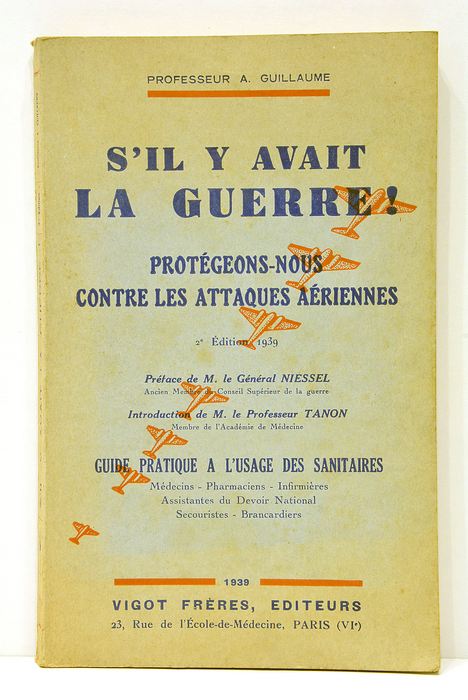 PROFESSEUR A. GUILLAUME
S'IL Y AVAIT
LA GUERRE!
PROTÉGEONS-NOUS
CONTRE LES ATTAQUES AÉRIENNES
2e Édition 1939
Préface de M. le Général NIESSEL
Ancien Membre du Conseil Supérieur de la guerre
Introduction de M. le Professeur TANON
Membre de l'Académie de Médecine
GUIDE PRATIQUE A L'USAGE DES SANITAIRES
Médecins - Pharmaciens - Infirmières
Assistantes du Devoir National
Secouristes - Brancardiers
1939
VIGOT FRÈRES, EDITEURS
23, Rue de l'École-de-Médecine, PARIS (VIe)